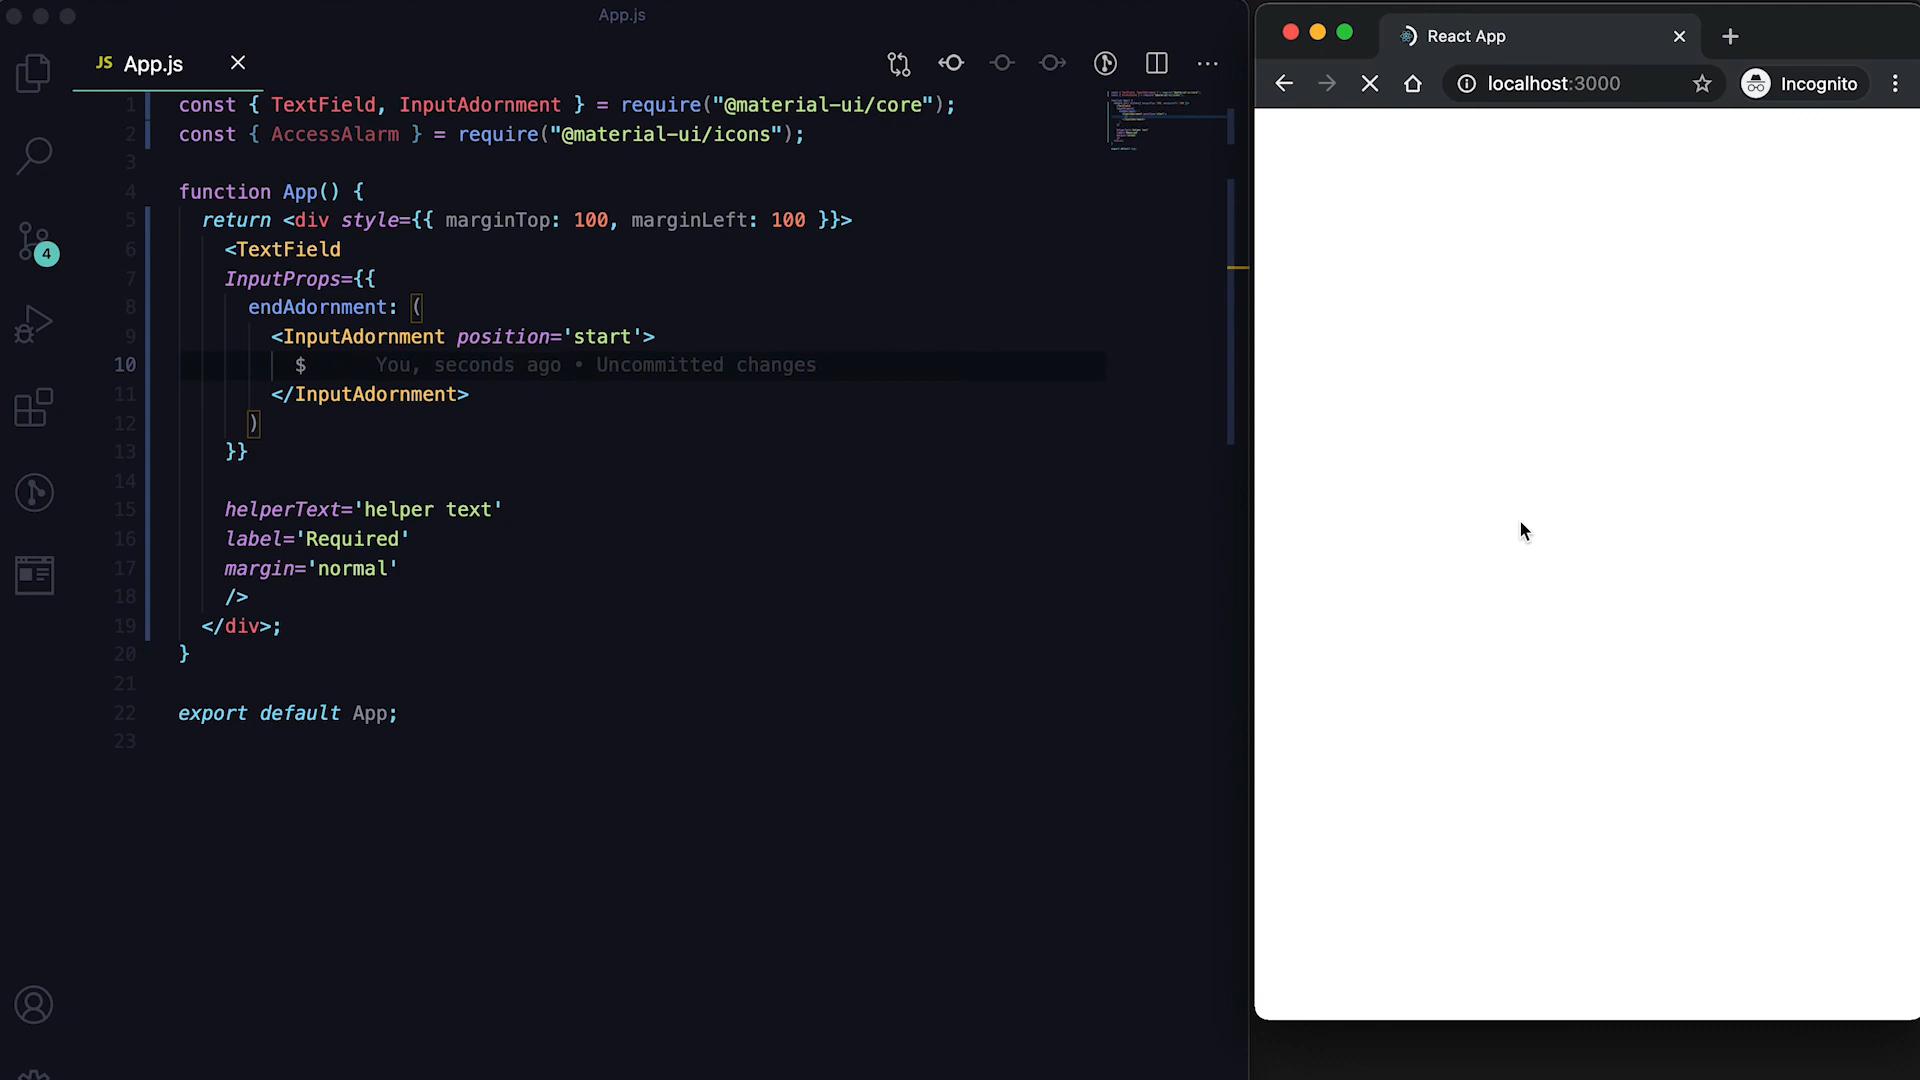 App.js
JS App.js
1 const { TextField, InputAdornment } = require("@material-ui/core");
2 const { AccessAlarm } = require("@material-ui/icons");
3
4 function App() {
5 return <div style={{ marginTop: 100, marginLeft: 100 }}>
6 <TextField
7 InputProps={{
8 endAdornment: (
9 <InputAdornment position='start'>
10 $ You, seconds ago • Uncommitted changes
11 </InputAdornment>
12 )
13 }}
14
15 helperText='helper text'
16 label='Required'
17 margin='normal'
18 />
19 </div>;
20 }
21
22 export default App;
23
4
React App
localhost:3000
Incognito